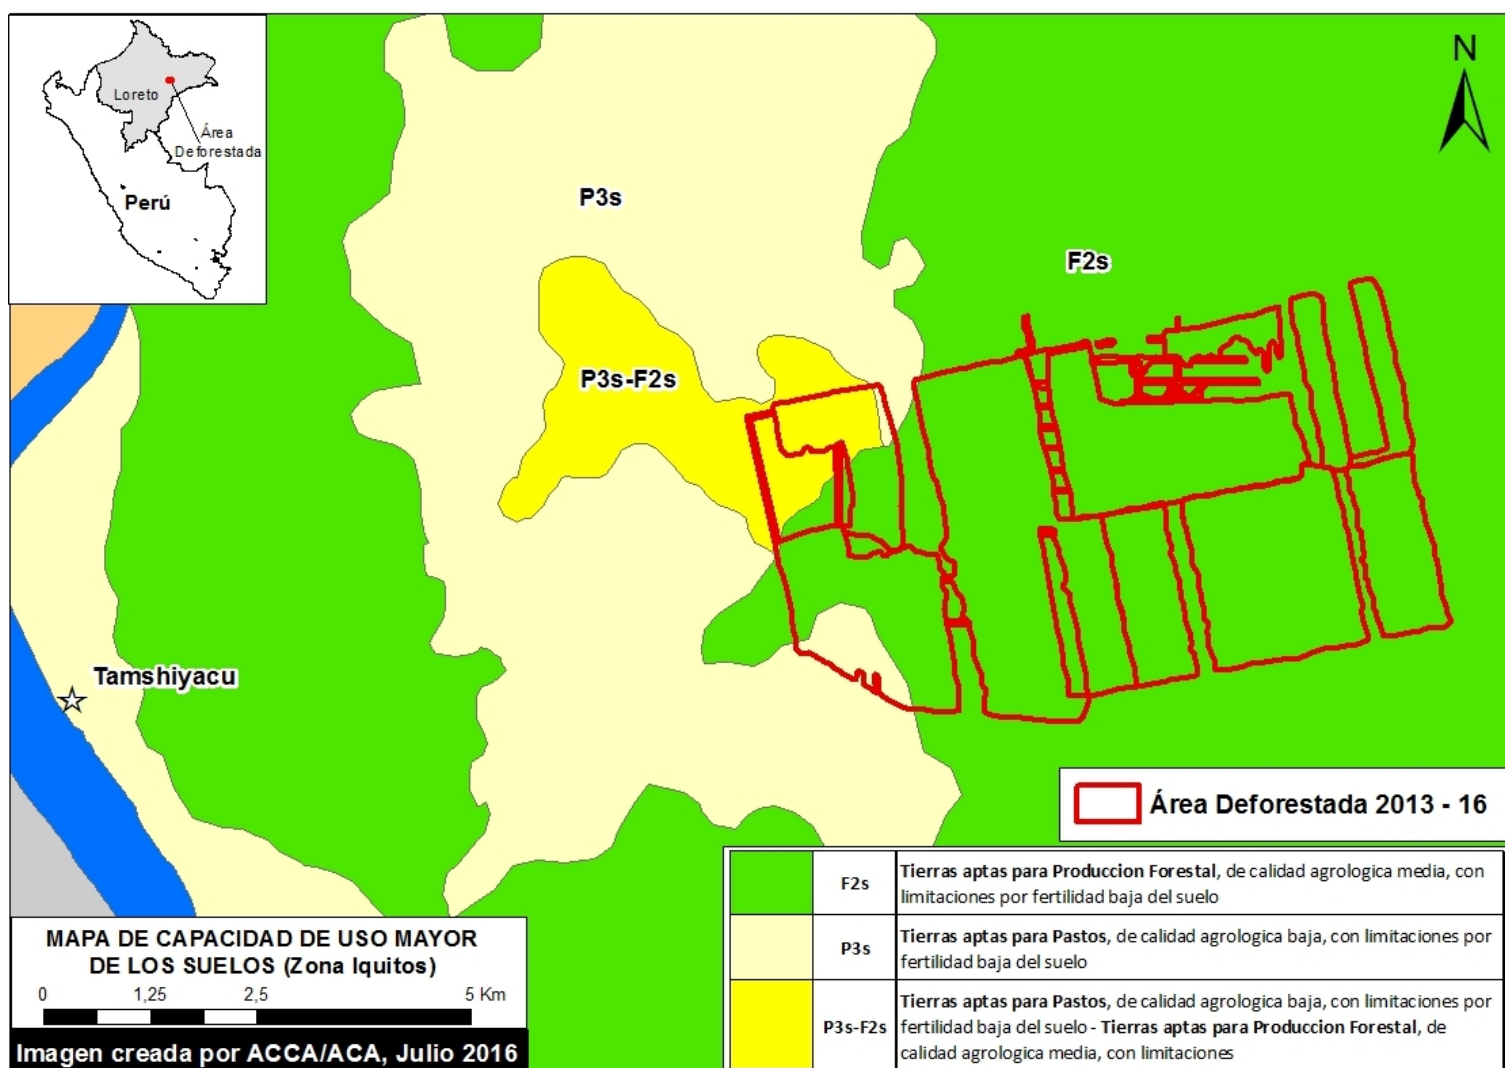 Loreto
Área
Deforestada
Perú
N
P3s
F2s
P3s-F2s
Tamshiyacu
Área Deforestada 2013 - 16
F2s
Tierras aptas para Produccion Forestal, de calidad agrologica media, con
limitaciones por fertilidad baja del suelo
P3s
Tierras aptas para Pastos, de calidad agrologica baja, con limitaciones por
fertilidad baja del suelo
P3s-F2s
Tierras aptas para Pastos, de calidad agrologica baja, con limitaciones por
fertilidad baja del suelo - Tierras aptas para Produccion Forestal, de
calidad agrologica media, con limitaciones
MAPA DE CAPACIDAD DE USO MAYOR
DE LOS SUELOS (Zona Iquitos)
0 1,25 2,5 5 Km
Imagen creada por ACCA/ACA, Julio 2016